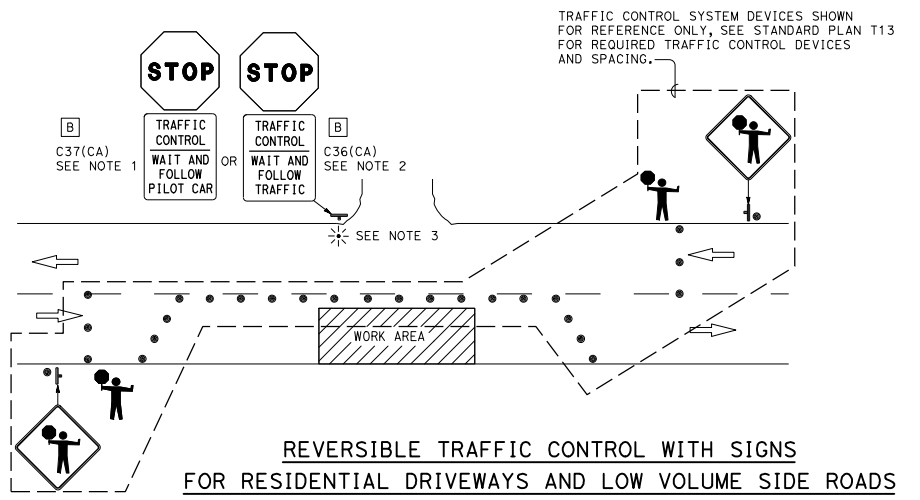 TRAFFIC CONTROL SYSTEM DEVICES SHOWN
FOR REFERENCE ONLY, SEE STANDARD PLAN T13
FOR REQUIRED TRAFFIC CONTROL DEVICES
AND SPACING.
STOP
STOP
B
C37(CA)
SEE NOTE 1
TRAFFIC
CONTROL
WAIT AND
FOLLOW
PILOT CAR
OR
TRAFFIC
CONTROL
WAIT AND
FOLLOW
TRAFFIC
B
C36(CA)
SEE NOTE 2
SEE NOTE 3
WORK AREA
REVERSIBLE TRAFFIC CONTROL WITH SIGNS
FOR RESIDENTIAL DRIVEWAYS AND LOW VOLUME SIDE ROADS